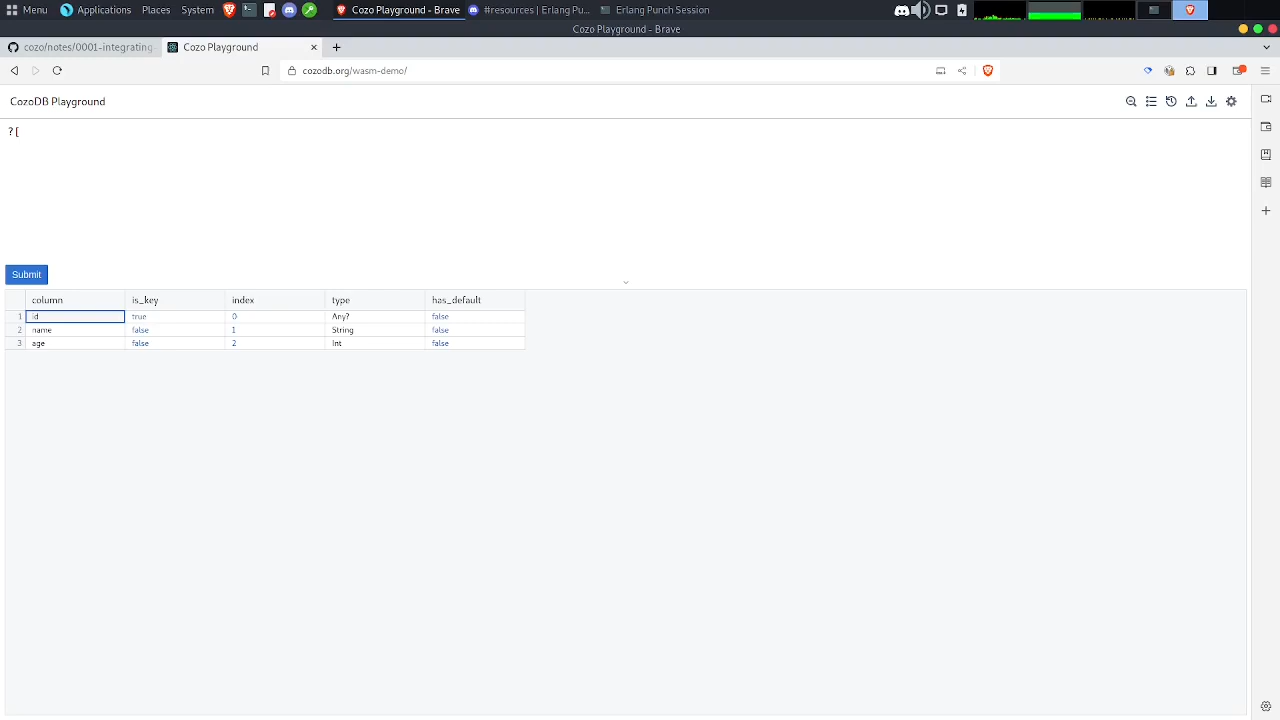 Menu Applications Places System Cozo Playground - Brave #resources | Erlang Pu... Erlang Punch Session
Cozo Playground - Brave
cozo/notes/0001-integrating- Cozo Playground
cozodb.org/wasm-demo/
CozoDB Playground
?[
Submit
column is_key index type has_default
1 id true 0 Any? false
2 name false 1 String false
3 age false 2 Int false